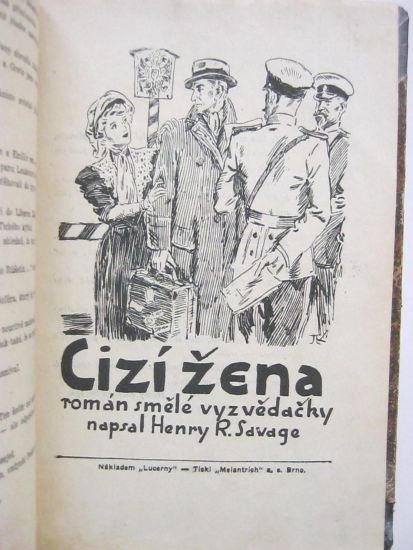 Cizí žena
román smělé vyzvědačky
napsal Henry R. Savage
Nákladem „Lucerny“ — Tiskl „Melantrich“ a. s. Brno.